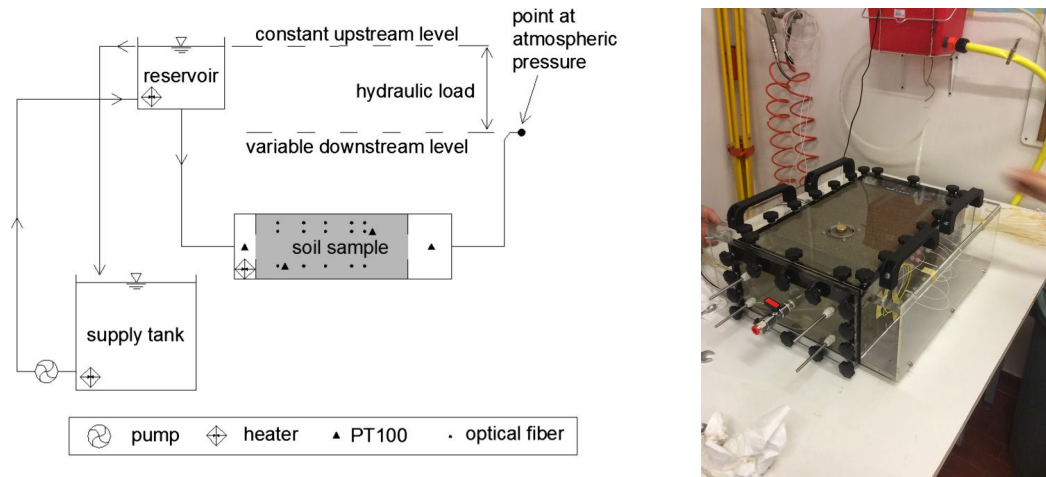 point at
atmospheric
pressure
constant upstream level
reservoir
hydraulic load
variable downstream level
soil sample
supply tank
pump
heater
PT100
optical fiber